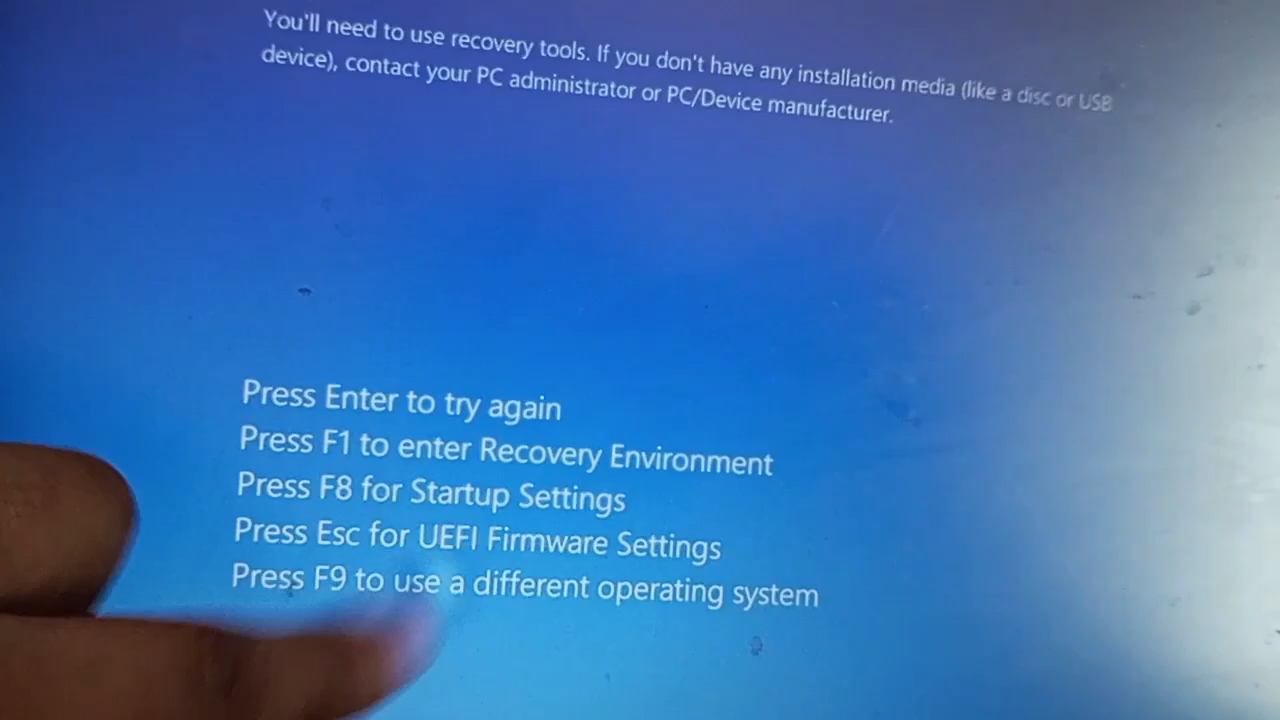 You'll need to use recovery tools. If you don't have any installation media (like a disc or USB
device), contact your PC administrator or PC/Device manufacturer.
Press Enter to try again
Press F1 to enter Recovery Environment
Press F8 for Startup Settings
Press Esc for UEFI Firmware Settings
Press F9 to use a different operating system